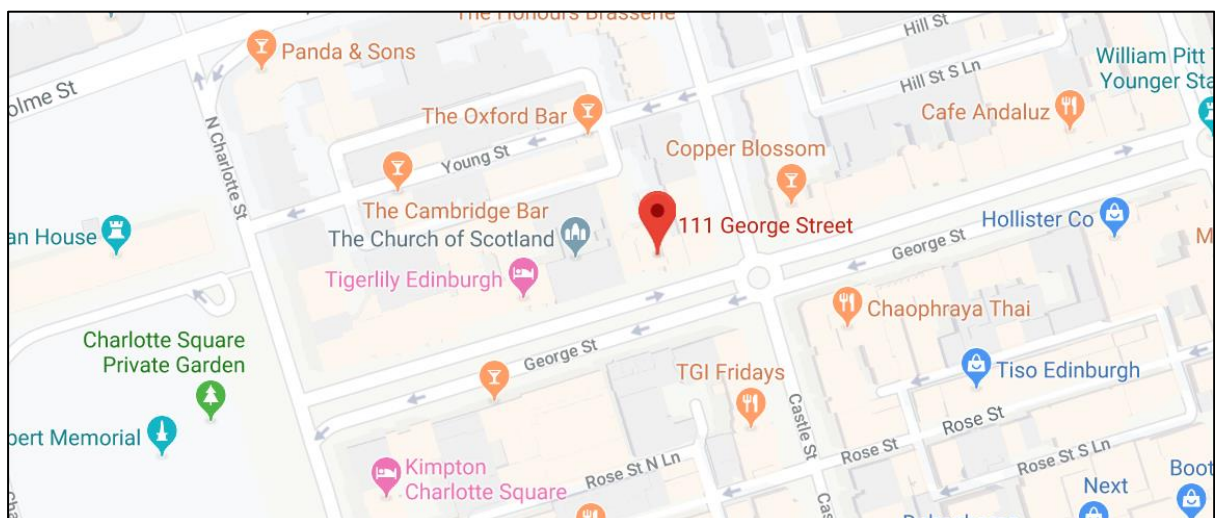 The Honours Brasserie
Hill St
Panda & Sons
William Pitt
Younger Sta
olme St
Hill St S Ln
Cafe Andaluz
The Oxford Bar
N Charlotte St
Young St
Copper Blossom
The Cambridge Bar
111 George Street
Hollister Co
an House
The Church of Scotland
George St
M
Tigerlily Edinburgh
Chaophraya Thai
Charlotte Square
Private Garden
George St
TGI Fridays
Tiso Edinburgh
Castle St
Rose St
bert Memorial
Rose St
Kimpton
Charlotte Square
Rose St N Ln
Rose St S Ln
Boot
Next
Cas